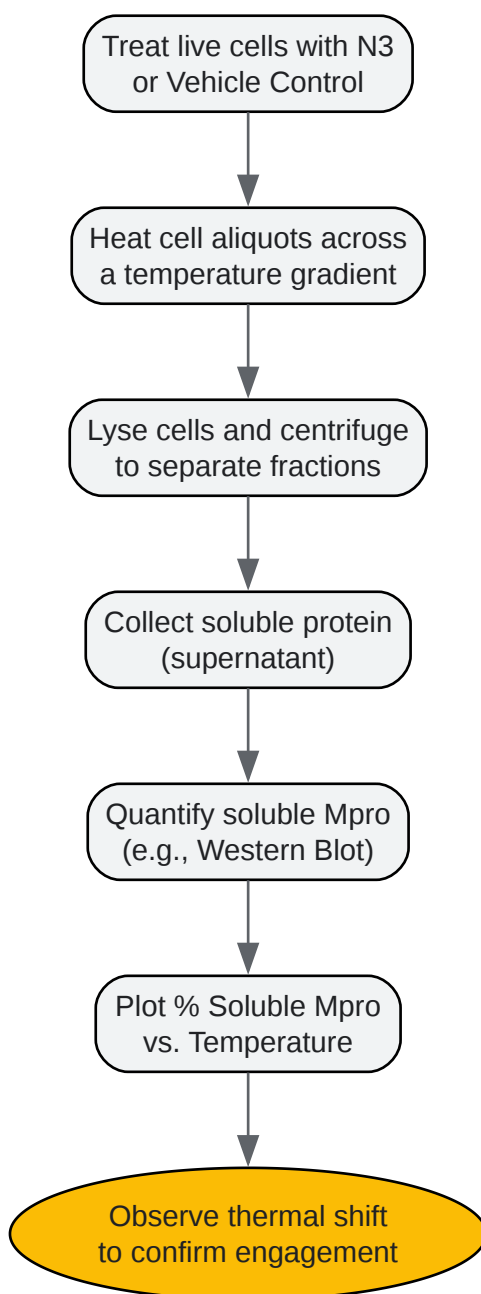 Treat live cells with N3
or Vehicle Control
Heat cell aliquots across
a temperature gradient
Lyse cells and centrifuge
to separate fractions
Collect soluble protein
(supernatant)
Quantify soluble Mpro
(e.g., Western Blot)
Plot % Soluble Mpro
vs. Temperature
Observe thermal shift
to confirm engagement